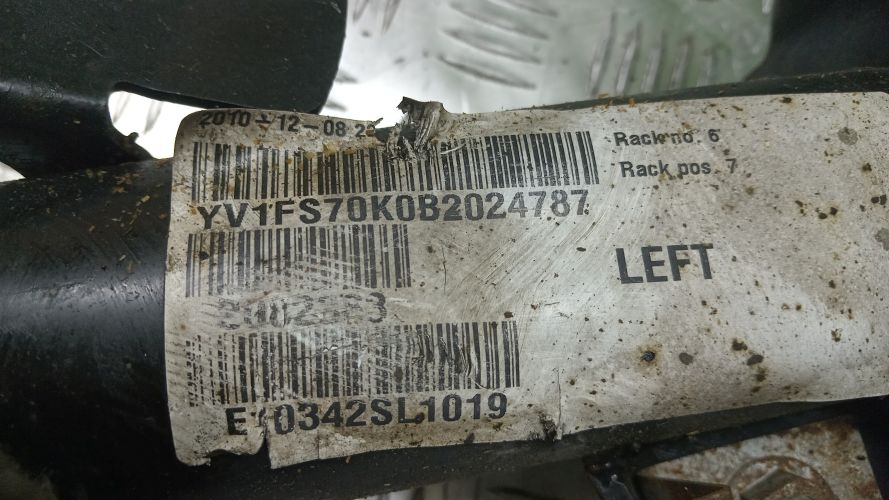 2010-12-08
Rack no. 6
Rack pos. 7
YV1FS70K0B2024787
LEFT
0342SL1019